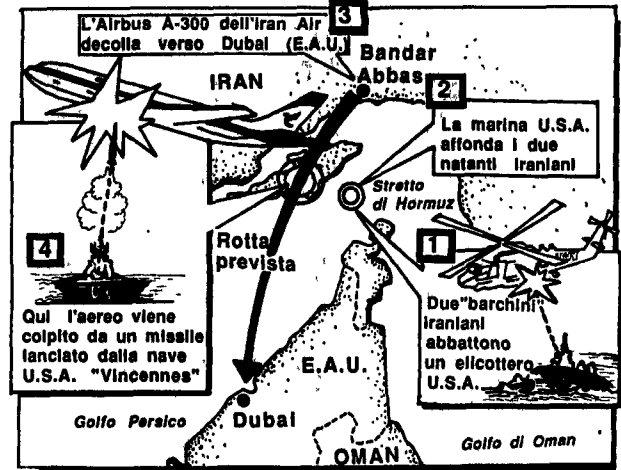 3
L'Airbus A-300 dell'Iran Air
decolla verso Dubai (E.A.U.)
Bandar
Abbas
IRAN
2
La marina U.S.A.
affonda i due
natanti iraniani
Stretto
di Hormuz
1
Due "barchini"
iraniani
abbattono
un elicottero
U.S.A.
4
Qui l'aereo viene
colpito da un missile
lanciato dalla nave
U.S.A. "Vincennes"
Rotta
prevista
E.A.U.
Golfo Persico
Dubai
OMAN
Golfo di Oman